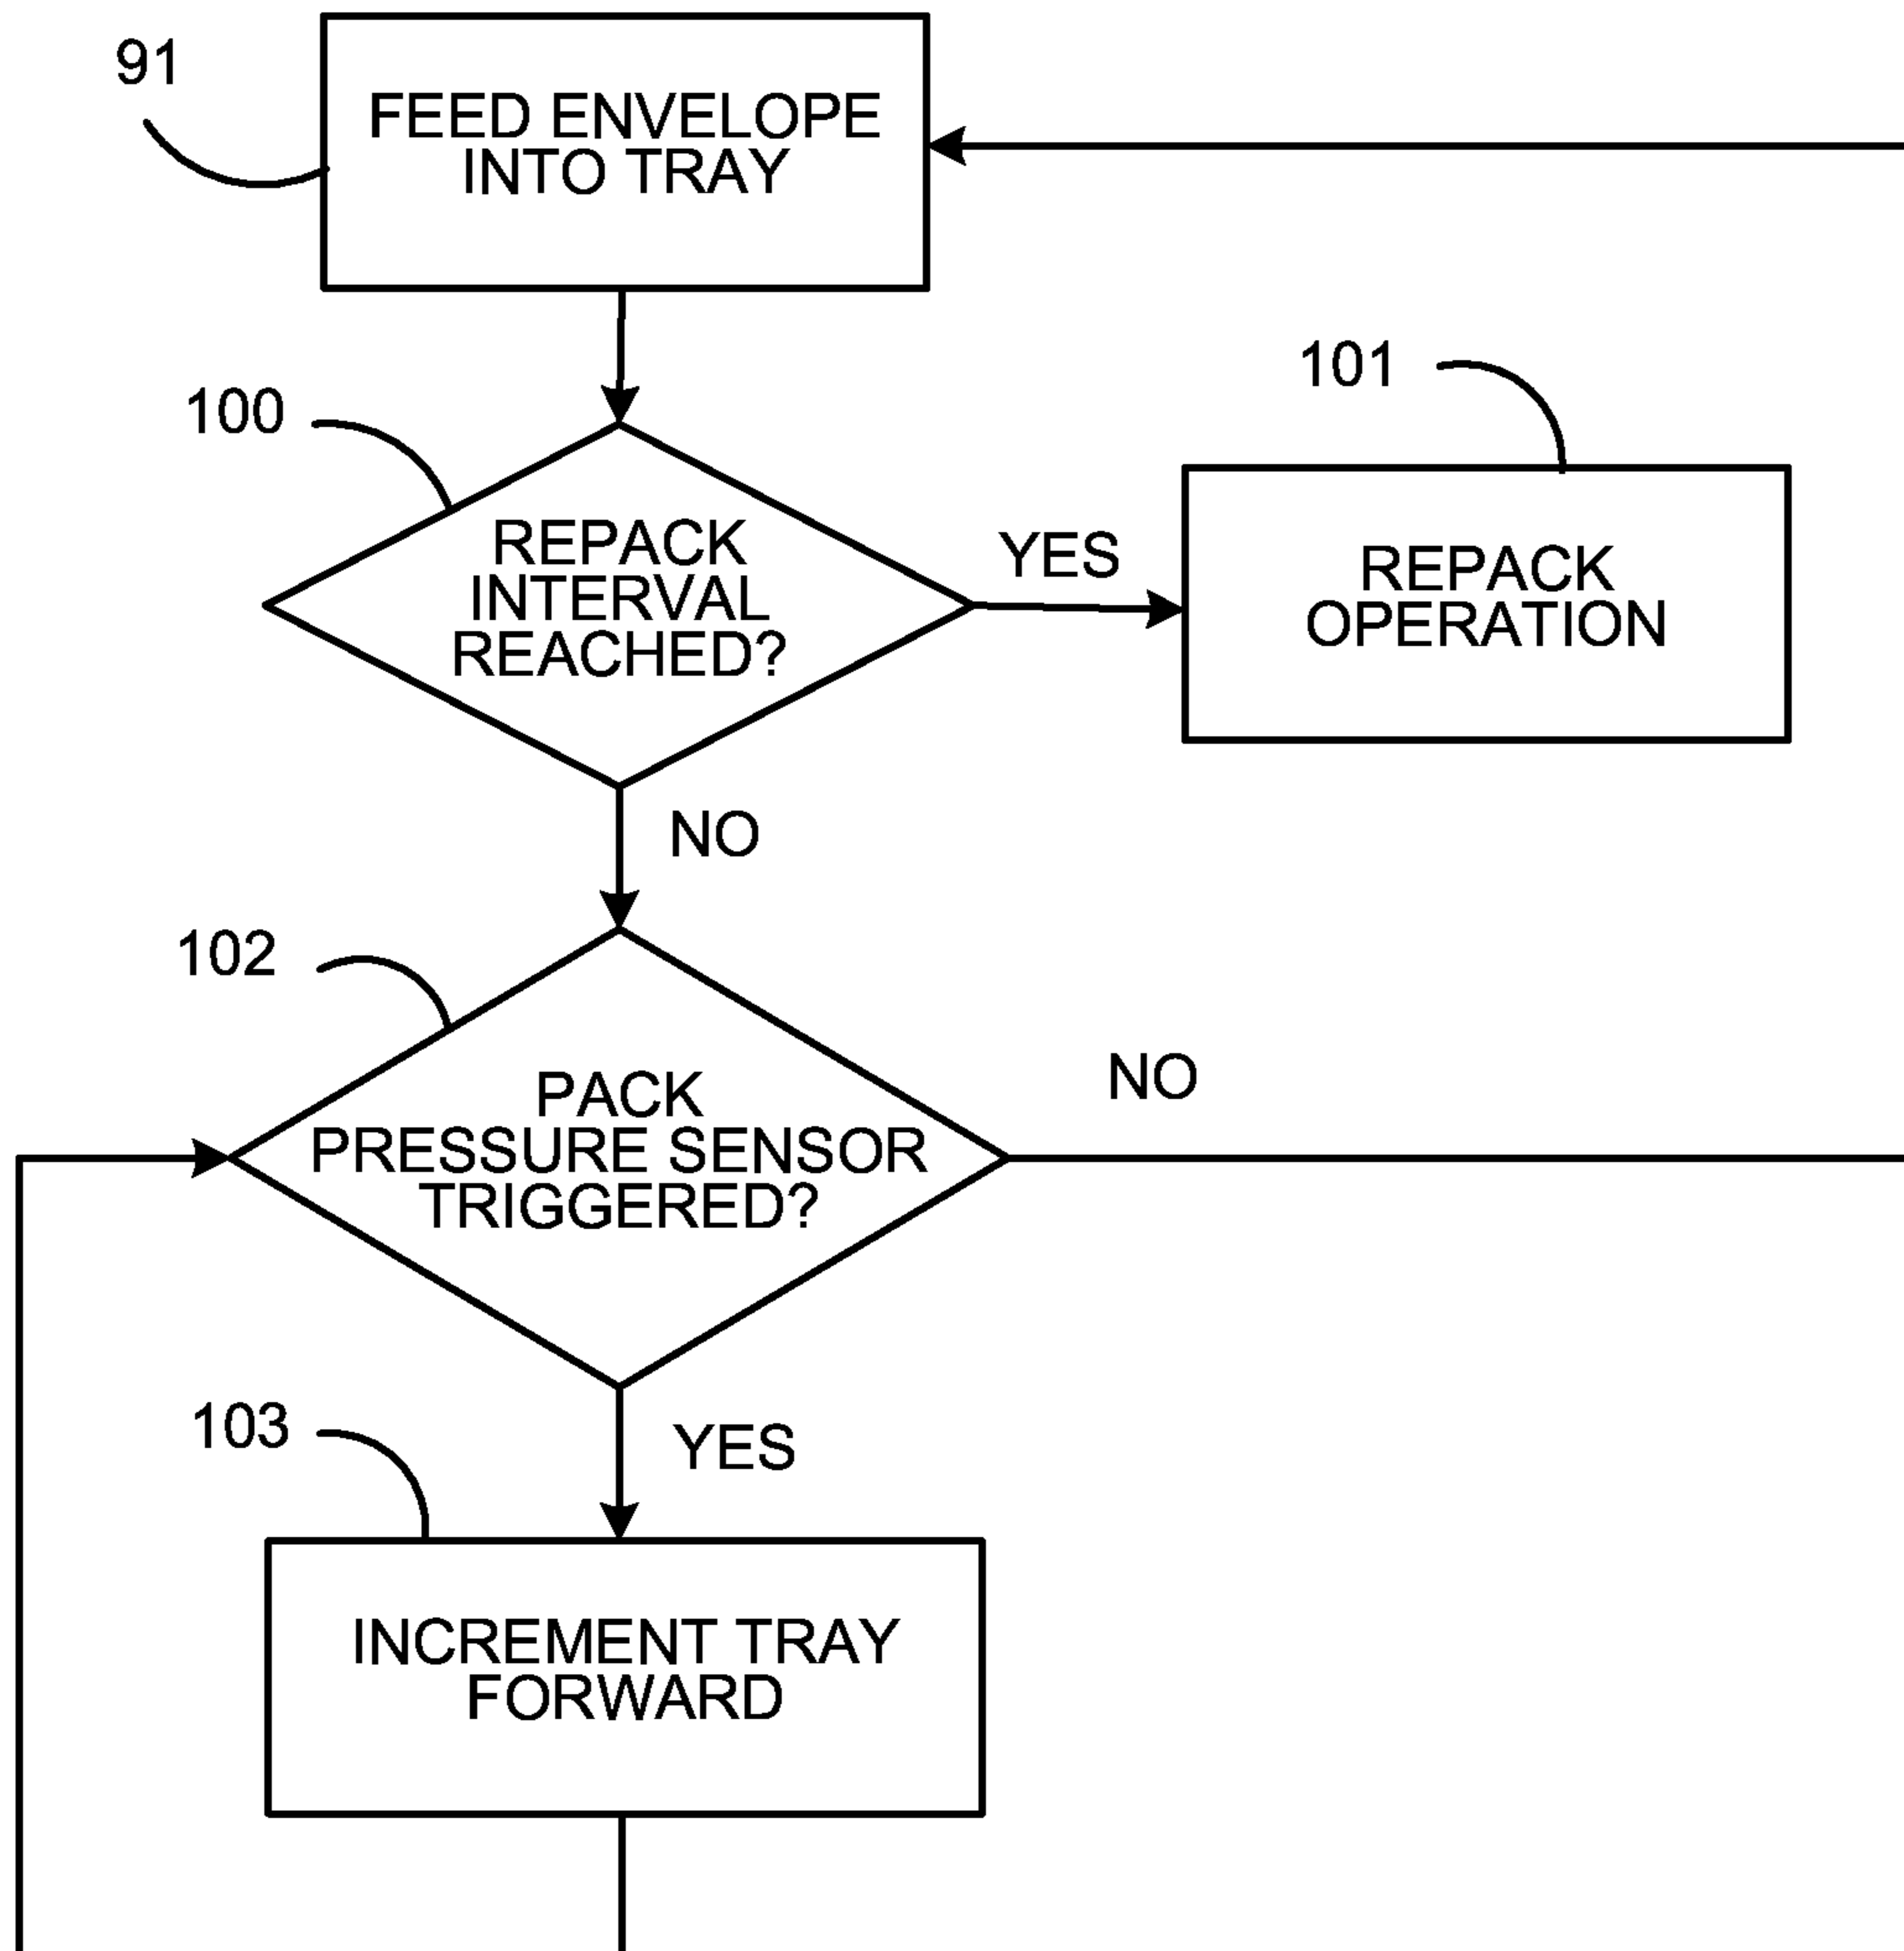 91
FEED ENVELOPE
INTO TRAY
100
REPACK
INTERVAL
REACHED?
YES
101
REPACK
OPERATION
NO
102
PACK
PRESSURE SENSOR
TRIGGERED?
NO
YES
103
INCREMENT TRAY
FORWARD